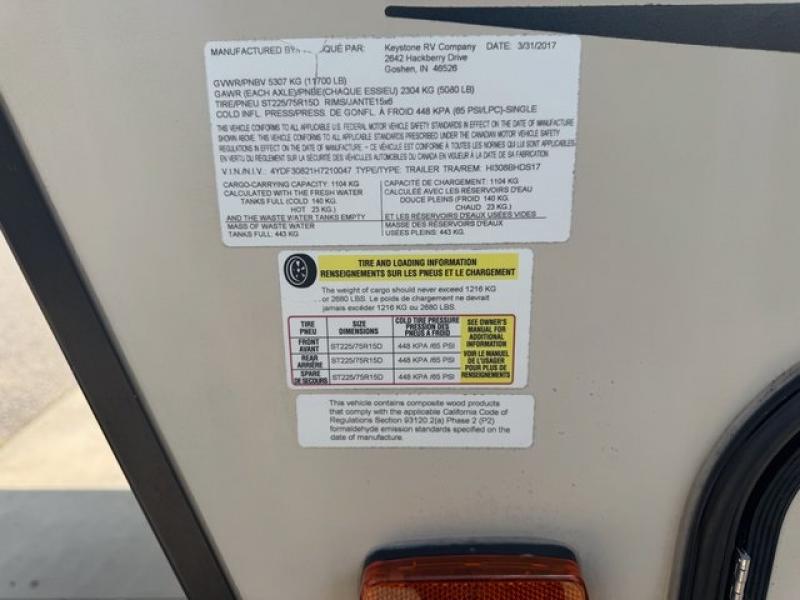 MANUFACTURED BY/ QUÉ PAR: Keystone RV Company DATE: 3/31/2017
2642 Hackberry Drive
Goshen, IN 46526
GVWR/PNBV 5307 KG (11700 LB)
GAWR (EACH AXLE)/PNBE(CHAQUE ESSIEU) 2304 KG (5080 LB)
TIRE/PNEU ST225/75R15D RIMS/JANTE15x6
COLD INFL. PRESS/PRESS. DE GONFL. À FROID 448 KPA (65 PSI/LPC)-SINGLE
THIS VEHICLE CONFORMS TO ALL APPLICABLE U.S. FEDERAL MOTOR VEHICLE SAFETY STANDARDS IN EFFECT ON THE DATE OF MANUFACTURE
SHOWN ABOVE. THIS VEHICLE CONFORMS TO ALL APPLICABLE STANDARDS PRESCRIBED UNDER THE CANADIAN MOTOR VEHICLE SAFETY
REGULATIONS IN EFFECT ON THE DATE OF MANUFACTURE - CE VÉHICULE EST CONFORME À TOUTES LES NORMES QUI LUI SONT APPLICABLES
EN VERTU DU RÈGLEMENT SUR LA SÉCURITÉ DES VÉHICULES AUTOMOBILES DU CANADA EN VIGUEUR À LA DATE DE SA FABRICATION.
V.I.N./N.I.V.: 4YDF30821H7210047 TYPE/TYPE: TRAILER TRA/REM: HI308BHDS17
CARGO-CARRYING CAPACITY: 1104 KG
CALCULATED WITH THE FRESH WATER
TANKS FULL (COLD: 140 KG.
HOT 23 KG.)
AND THE WASTE WATER TANKS EMPTY
MASS OF WASTE WATER
TANKS FULL: 443 KG
CAPACITÉ DE CHARGEMENT: 1104 KG
CALCULÉE AVEC LES RÉSERVOIRS D'EAU
DOUCE PLEINS (FROID 140 KG.
CHAUD 23 KG.)
ET LES RÉSERVOIRS D'EAUX USÉES VIDES
MASSE DES RÉSERVOIRS D'EAUX
USÉES PLEINS: 443 KG
TIRE AND LOADING INFORMATION
RENSEIGNEMENTS SUR LES PNEUS ET LE CHARGEMENT
The weight of cargo should never exceed 1216 KG
or 2680 LBS. Le poids de chargement ne devrait
jamais excéder 1216 KG ou 2680 LBS.
TIRE
PNEU
SIZE
DIMENSIONS
COLD TIRE PRESSURE
PRESSION DES
PNEUS A FROID
FRONT
AVANT
ST225/75R15D
448 KPA /65 PSI
REAR
ARRIÈRE
ST225/75R15D
448 KPA /65 PSI
SPARE
DE SECOURS
ST225/75R15D
448 KPA /65 PSI
SEE OWNER'S
MANUAL FOR
ADDITIONAL
INFORMATION
VOIR LE MANUEL
DE L'USAGER
POUR PLUS DE
RENSEIGNEMENTS
This vehicle contains composite wood products
that comply with the applicable California Code of
Regulations Section 93120.2(a) Phase 2 (P2)
formaldehyde emission standards specified on the
date of manufacture.